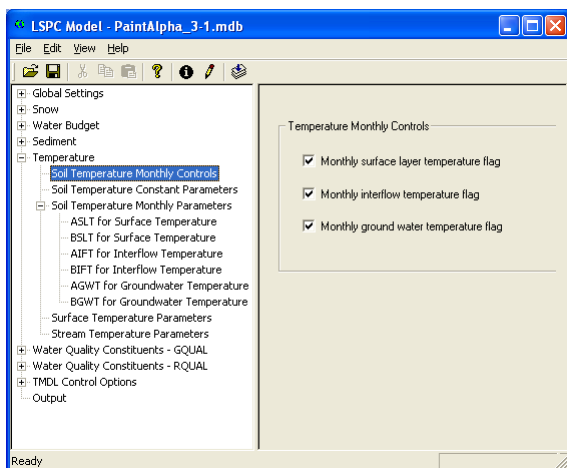 LSPC Model - PaintAlpha_3-1.mdb
File Edit View Help
Global Settings
Snow
Water Budget
Sediment
Temperature
Soil Temperature Monthly Controls
Soil Temperature Constant Parameters
Soil Temperature Monthly Parameters
ASLT for Surface Temperature
BSLT for Surface Temperature
AIFT for Interflow Temperature
BIFT for Interflow Temperature
AGWT for Groundwater Temperature
BGWT for Groundwater Temperature
Surface Temperature Parameters
Stream Temperature Parameters
Water Quality Constituents - GQUAL
Water Quality Constituents - RQUAL
TMDL Control Options
Output
Temperature Monthly Controls
Monthly surface layer temperature flag
Monthly interflow temperature flag
Monthly ground water temperature flag
Ready